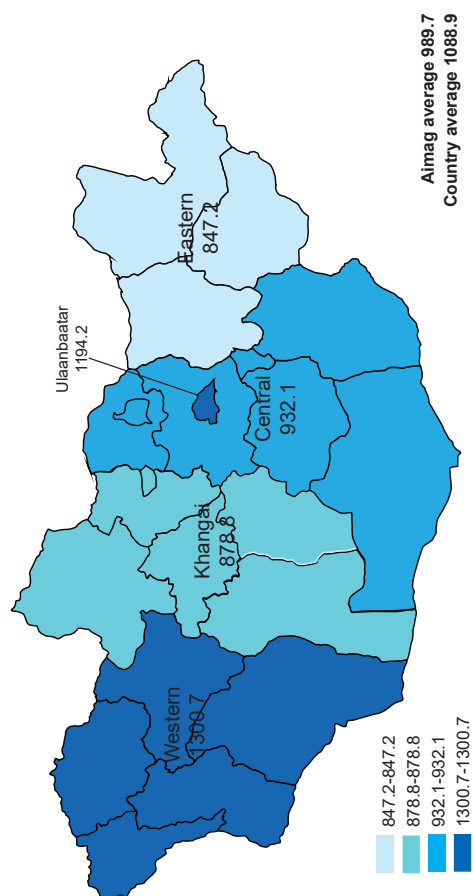 Ulaanbaatar
1194.2
Western
1300.7
Khangai
878.8
Central
932.1
Eastern
847.2
847.2-847.2
878.8-878.8
932.1-932.1
1300.7-1300.7
Aimag average 989.7
Country average 1088.9